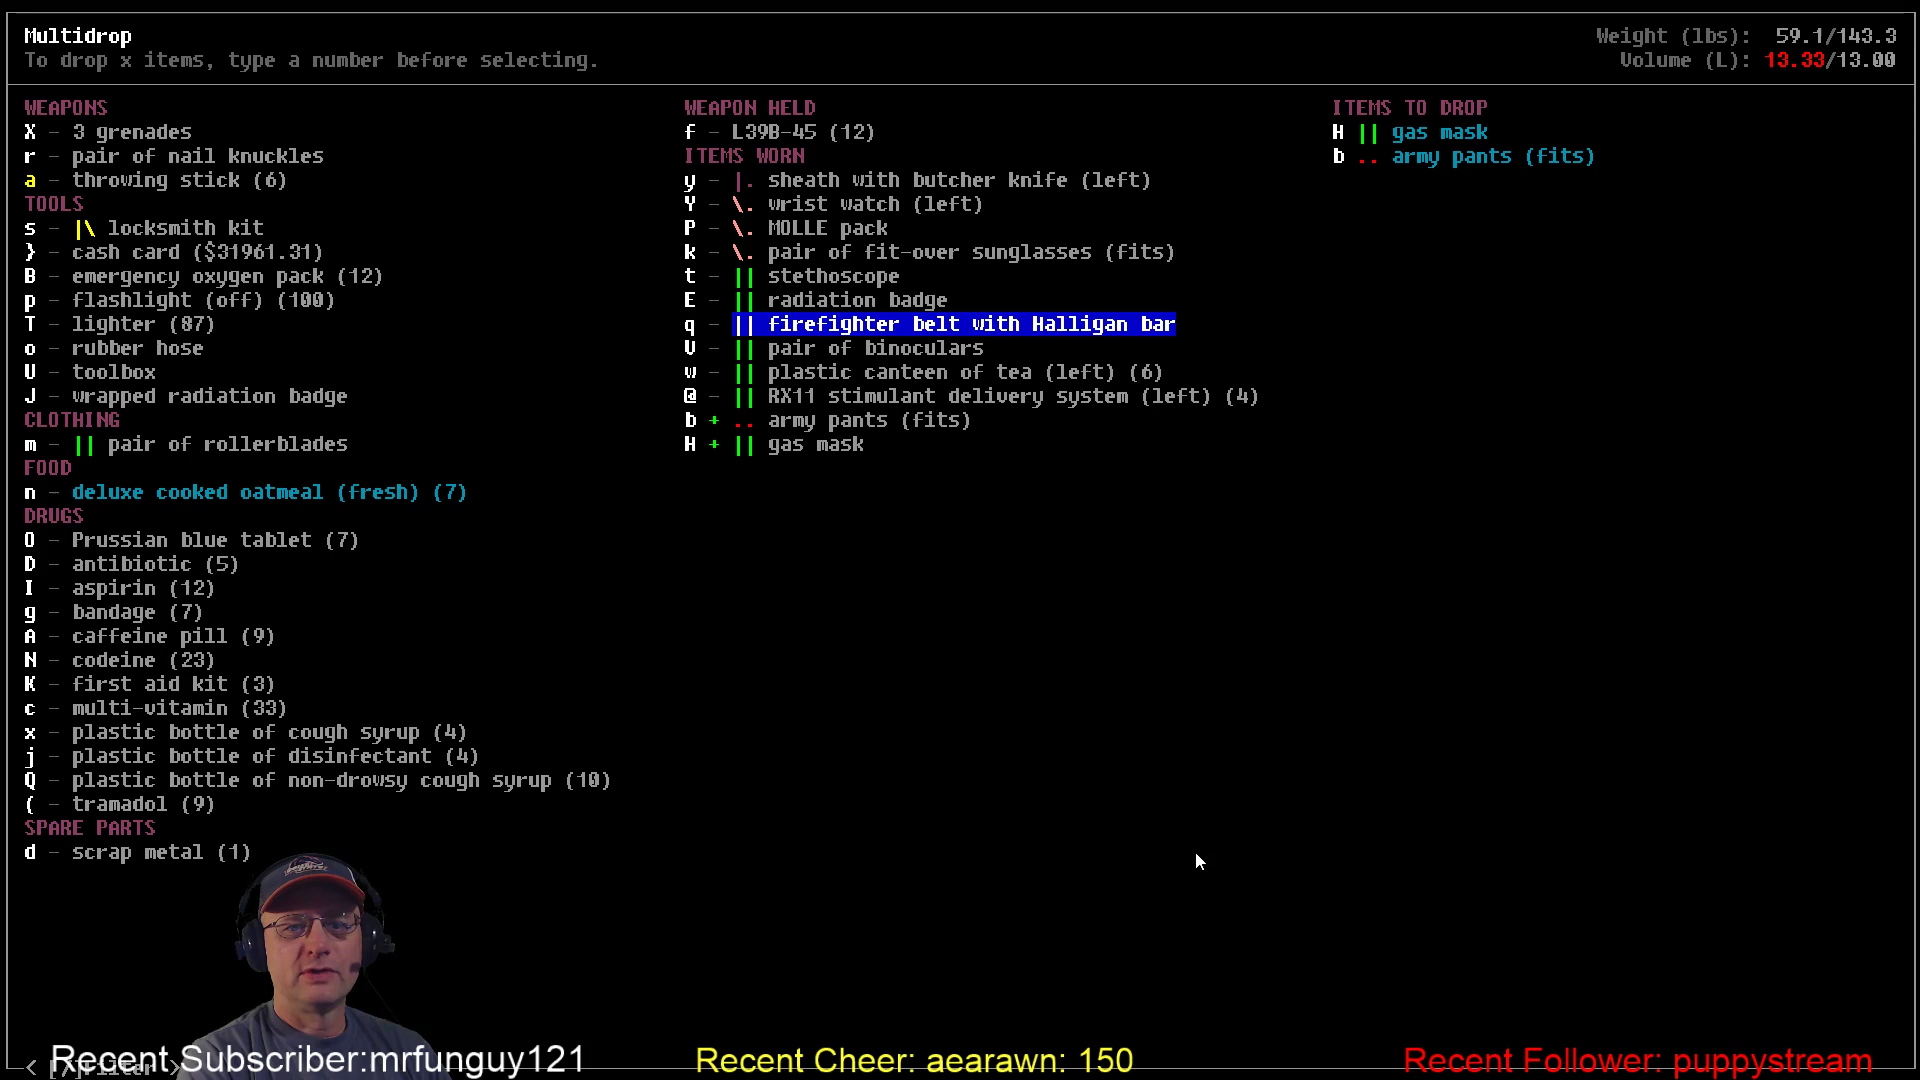 Multidrop
To drop x items, type a number before selecting.
Weight (lbs): 59.1/143.3
Volume (L): 13.33/13.00
WEAPONS
X - 3 grenades
r - pair of nail knuckles
a - throwing stick (6)
TOOLS
s - |\ locksmith kit
} - cash card ($31961.31)
B - emergency oxygen pack (12)
p - flashlight (off) (100)
T - lighter (87)
o - rubber hose
U - toolbox
J - wrapped radiation badge
CLOTHING
m - || pair of rollerblades
FOOD
n - deluxe cooked oatmeal (fresh) (7)
DRUGS
O - Prussian blue tablet (7)
D - antibiotic (5)
I - aspirin (12)
g - bandage (7)
A - caffeine pill (9)
N - codeine (23)
K - first aid kit (3)
c - multi-vitamin (33)
x - plastic bottle of cough syrup (4)
j - plastic bottle of disinfectant (4)
Q - plastic bottle of non-drowsy cough syrup (10)
( - tramadol (9)
SPARE PARTS
d - scrap metal (1)
WEAPON HELD
f - L39B-45 (12)
ITEMS WORN
y - |. sheath with butcher knife (left)
Y - \. wrist watch (left)
P - \. MOLLE pack
k - \. pair of fit-over sunglasses (fits)
t - || stethoscope
E - || radiation badge
q - || firefighter belt with Halligan bar
V - || pair of binoculars
w - || plastic canteen of tea (left) (6)
@ - || RX11 stimulant delivery system (left) (4)
b + .. army pants (fits)
H + || gas mask
ITEMS TO DROP
H || gas mask
b .. army pants (fits)
< [/]Filter >
Recent Subscriber:mrfunguy121
Recent Cheer: aearawn: 150
Recent Follower: puppystream